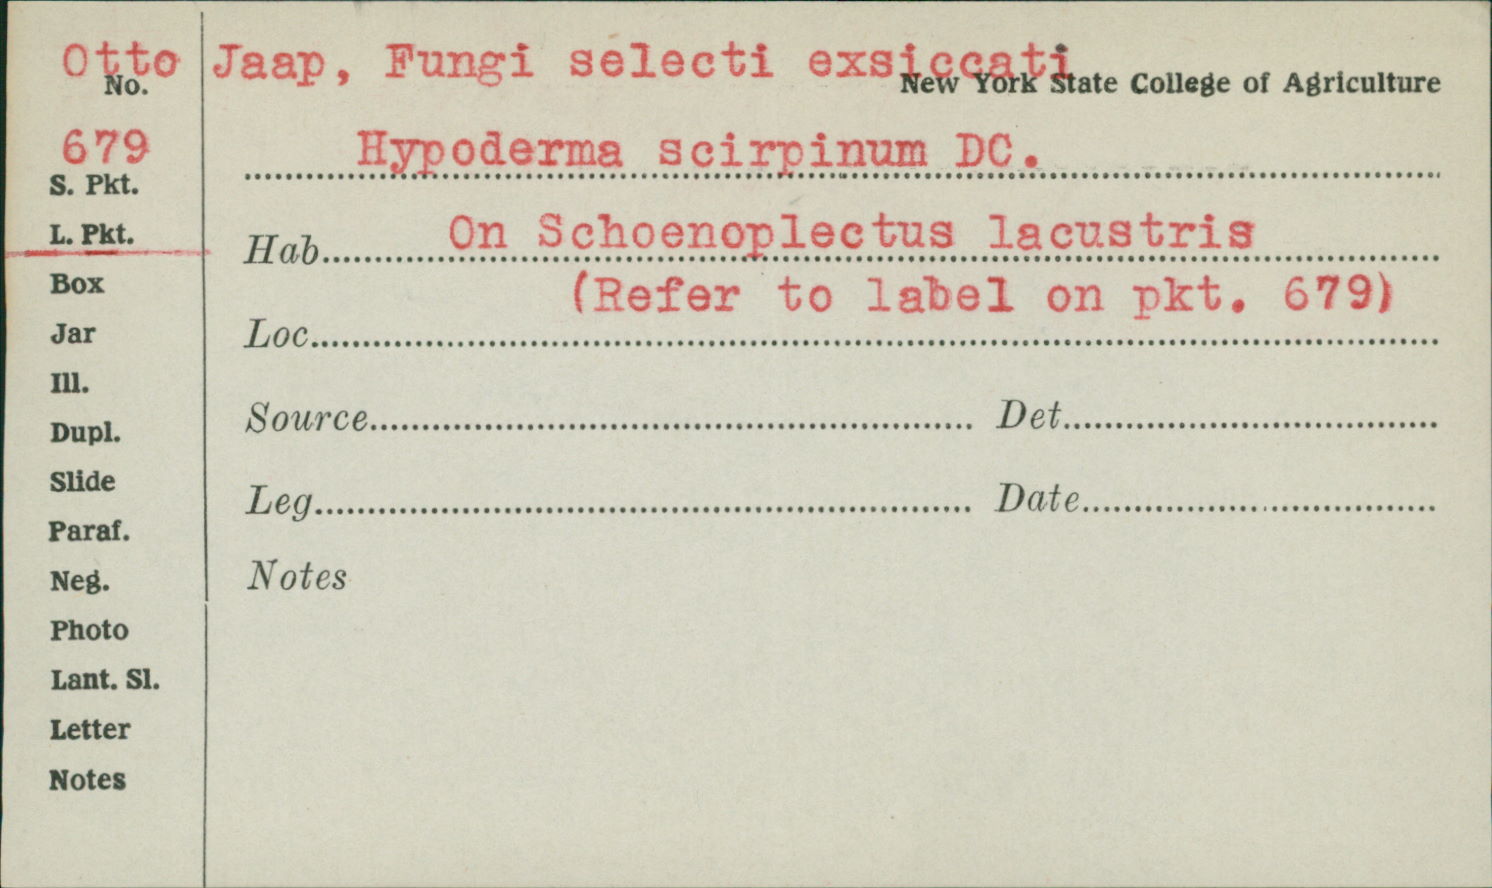 Otto Jaap, Fungi selecti exsiccati
No.
New York State College of Agriculture
679
Hypoderma scirpinum DC.
S. Pkt.
L. Pkt.
Hab. On Schoenoplectus lacustris
(Refer to label on pkt. 679)
Box
Jar
Loc.
Ill.
Dupl.
Source Det.
Slide
Leg. Date
Paraf.
Neg.
Notes
Photo
Lant. Sl.
Letter
Notes